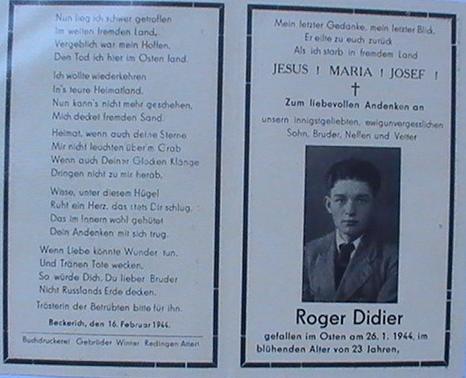 Nun lieg ich schwer getroffen
Im weiten fremden Land,
Vergeblich war mein Hoffen,
Den Tod ich hier im Osten fand.
Ich wollte wiederkehren
In's teure Heimatland.
Nun kann's nicht mehr geschehen,
Mich decket fremden Sand.
Heimat, wenn auch deine Sterne
Mir nicht leuchten über'm Grab
Wenn auch Deiner Glocken Klänge
Dringen nicht zu mir herab.
Wisse, unter diesem Hügel
Ruht ein Herz, das stets Dir schlug,
Das im Innern wohl gehütet
Dein Andenken mit sich trug.
Wenn Liebe könnte Wunder tun,
Und Tränen Tote wecken,
So würde Dich, Du lieber Bruder
Nicht Russlands Erde decken.
Trösterin der Betrübten bitte für ihn.
Beckerich, den 16. Februar 1944.
Buchdruckerei Gebrüder Winter Redingen-Attert
Mein letzter Gedanke, mein letzter Blick,
Er eilte zu euch zurück
Als ich starb in fremdem Land
JESUS ! MARIA ! JOSEF !
Zum liebevollen Andenken an
unsern innigstgeliebten, ewigunvergesslichen
Sohn, Bruder, Neffen und Vetter
Roger Didier
gefallen im Osten am 26. 1. 1944, im
blühenden Alter von 23 Jahren,